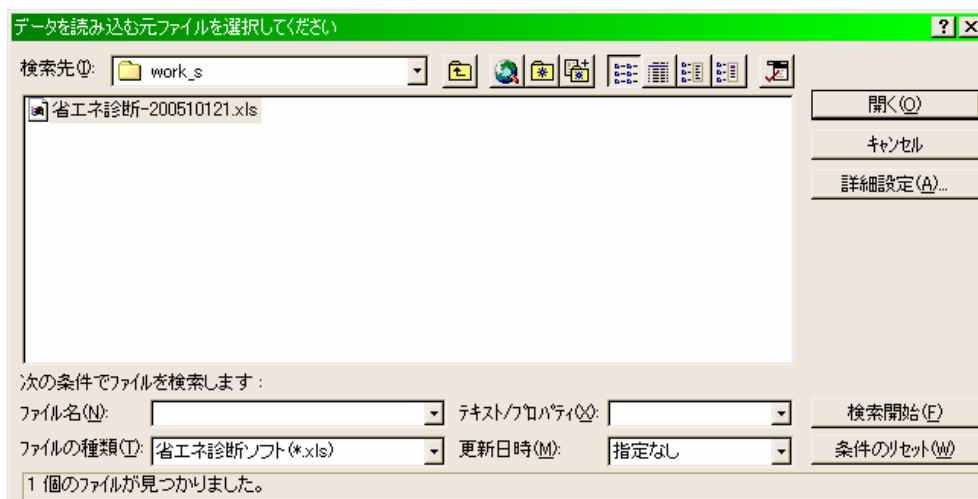 データを読み込む元ファイルを選択してください
検索先(I): work_s
省エネ診断-200510121.xls
開く(O)
キャンセル
詳細設定(A)...
次の条件でファイルを検索します:
ファイル名(N): テキスト/プロパティ(X): 検索開始(F)
ファイルの種類(T): 省エネ診断ソフト(*.xls) 更新日時(M): 指定なし 条件のリセット(W)
1 個のファイルが見つかりました。